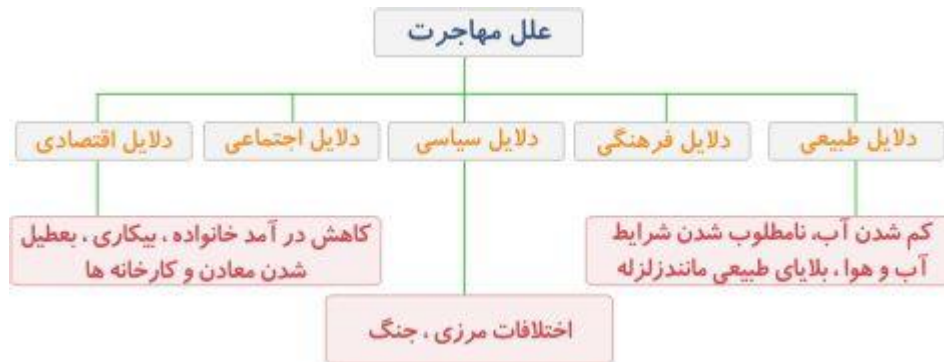 علل مهاجرت
دلایل طبیعی
دلایل فرهنگی
دلایل سیاسی
دلایل اجتماعی
دلایل اقتصادی
کم شدن آب، نامطلوب شدن شرایط
آب و هوا ، بلایای طبیعی مانندزلزله
کاهش در آمد خانواده ، بیکاری ، بعطیل
شدن معادن و کارخانه ها
اختلافات مرزی ، جنگ